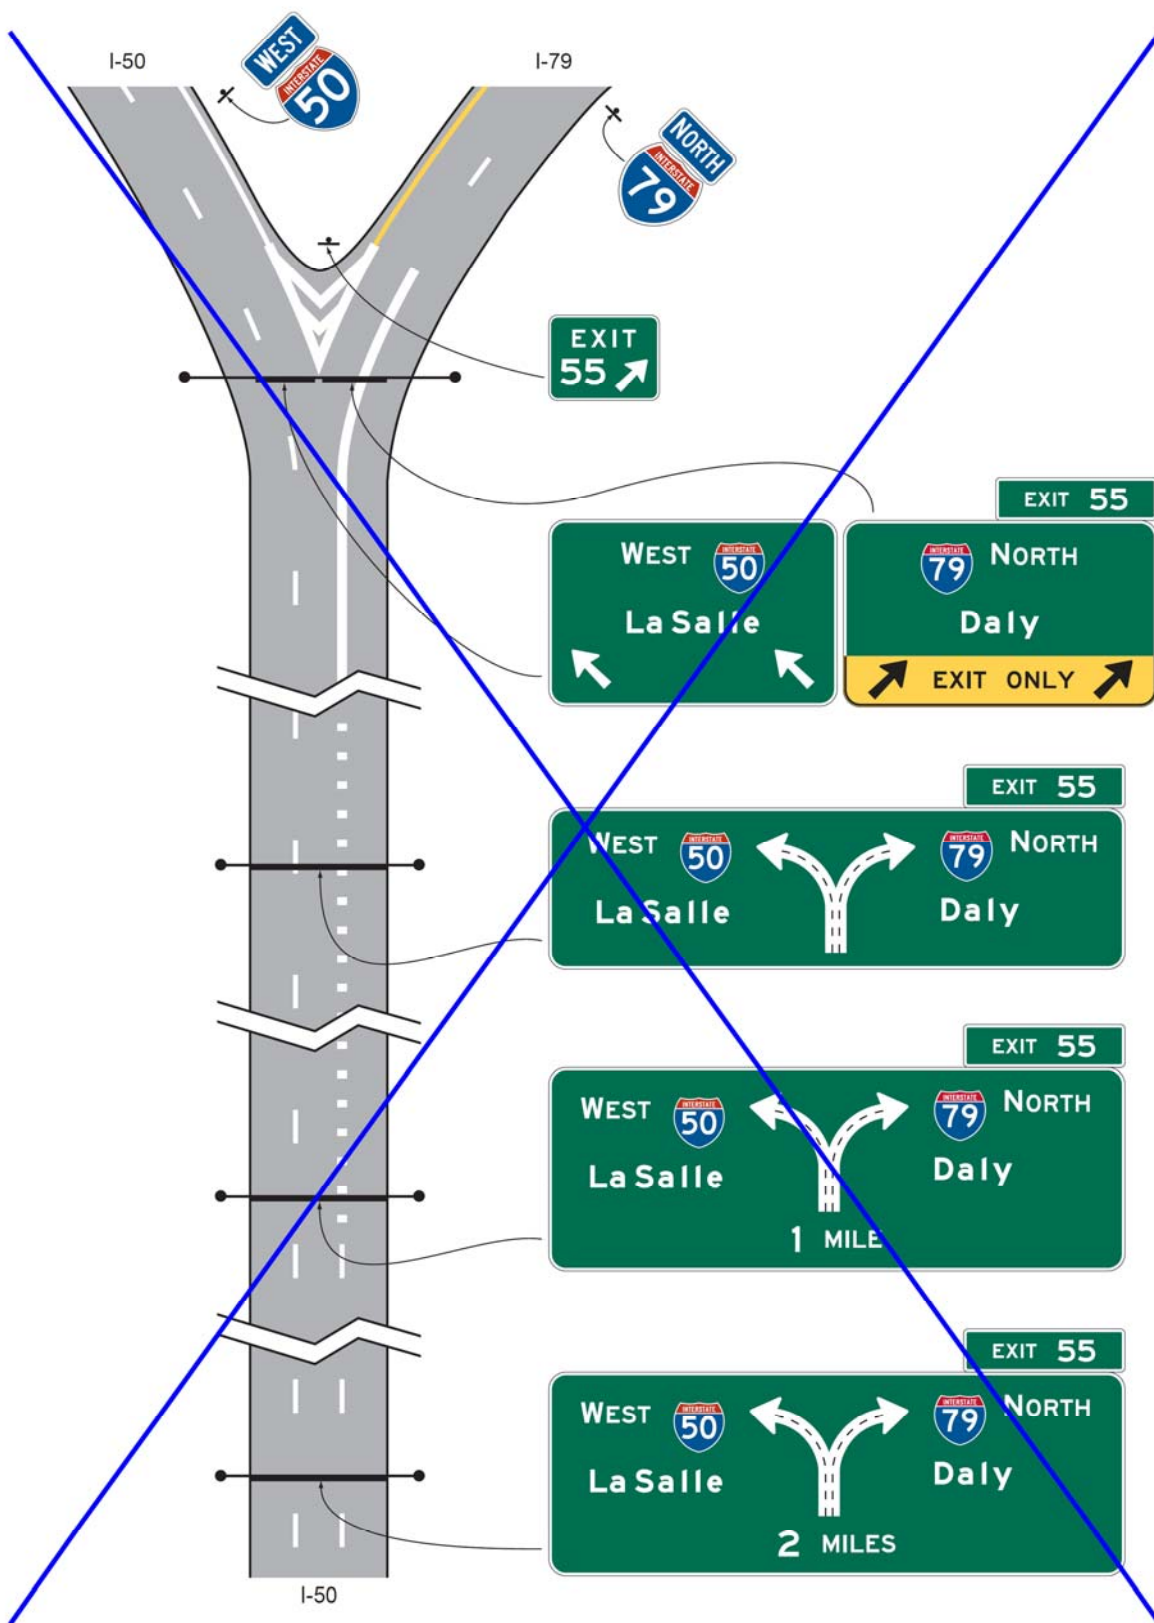 I-50
WEST
INTERSTATE
50
I-79
NORTH
INTERSTATE
79
EXIT
55
EXIT 55
WEST INTERSTATE 50
La Salle
INTERSTATE 79 NORTH
Daly
EXIT ONLY
EXIT 55
WEST INTERSTATE 50 INTERSTATE 79 NORTH
La Salle Daly
EXIT 55
WEST INTERSTATE 50 INTERSTATE 79 NORTH
La Salle Daly
1 MILE
EXIT 55
WEST INTERSTATE 50 INTERSTATE 79 NORTH
La Salle Daly
2 MILES
I-50